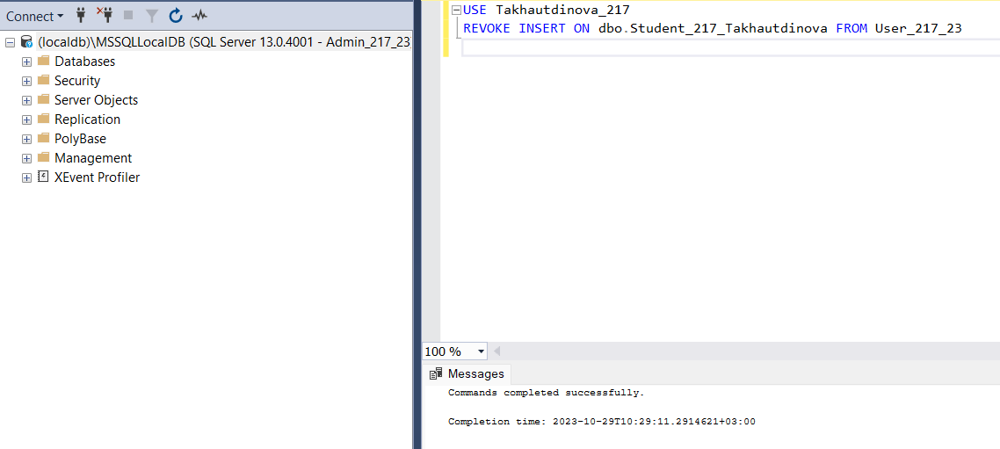 Connect
(localdb)\MSSQLLocalDB (SQL Server 13.0.4001 - Admin_217_23
Databases
Security
Server Objects
Replication
PolyBase
Management
XEvent Profiler
USE Takhautdinova_217
REVOKE INSERT ON dbo.Student_217_Takhautdinova FROM User_217_23
100 %
Messages
Commands completed successfully.
Completion time: 2023-10-29T10:29:11.2914621+03:00